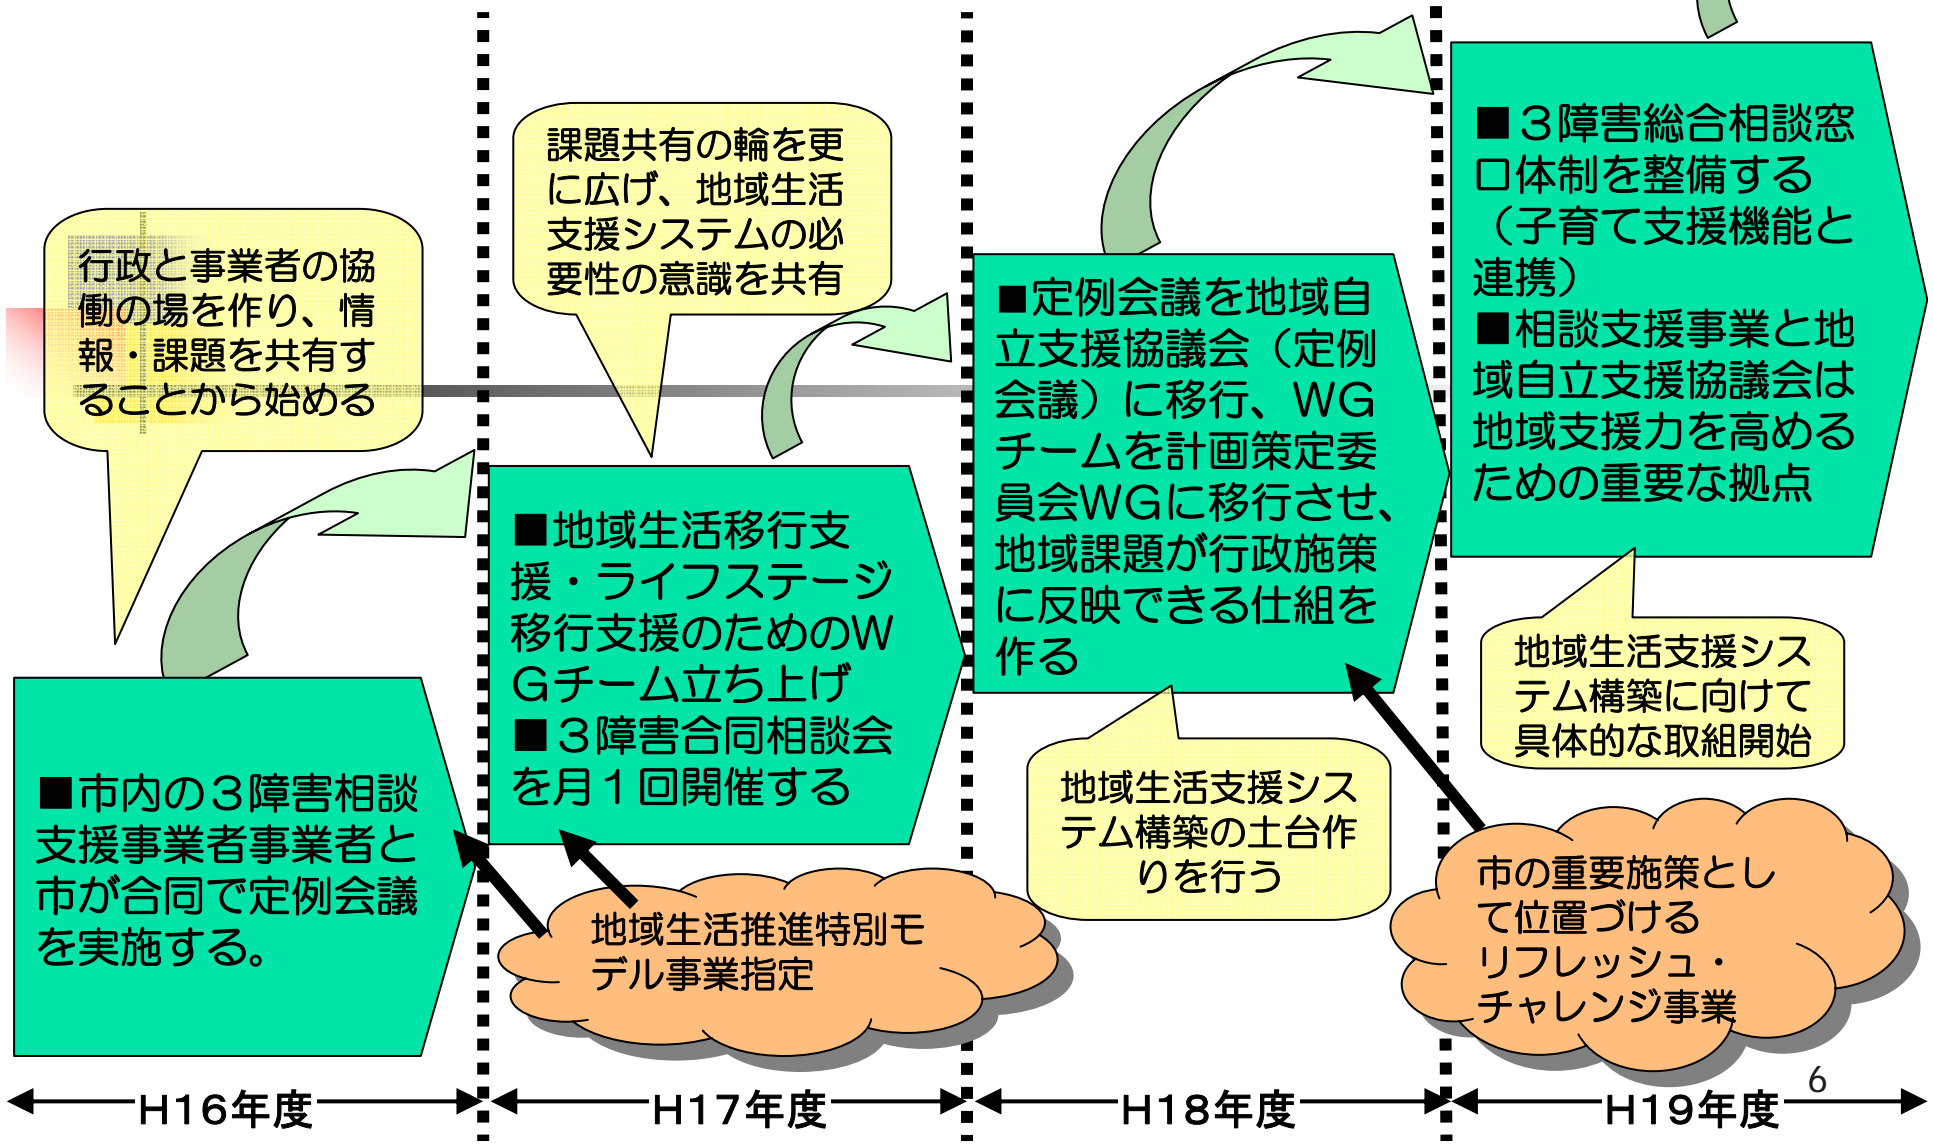 行政と事業者の協
働の場を作り、情
報・課題を共有す
ることから始める
■市内の３障害相談
支援事業者事業者と
市が合同で定例会議
を実施する。
課題共有の輪を更
に広げ、地域生活
支援システムの必
要性の意識を共有
■地域生活移行支
援・ライフステージ
移行支援のためのＷ
Ｇチーム立ち上げ
■３障害合同相談会
を月１回開催する
地域生活推進特別モ
デル事業指定
■定例会議を地域自
立支援協議会（定例
会議）に移行、ＷＧ
チームを計画策定委
員会ＷＧに移行させ、
地域課題が行政施策
に反映できる仕組を
作る
地域生活支援シス
テム構築の土台作
りを行う
■３障害総合相談窓
口体制を整備する
（子育て支援機能と
連携）
■相談支援事業と地
域自立支援協議会は
地域支援力を高める
ための重要な拠点
地域生活支援シス
テム構築に向けて
具体的な取組開始
市の重要施策とし
て位置づける
リフレッシュ・
チャレンジ事業
H16年度
H17年度
H18年度
H19年度
6